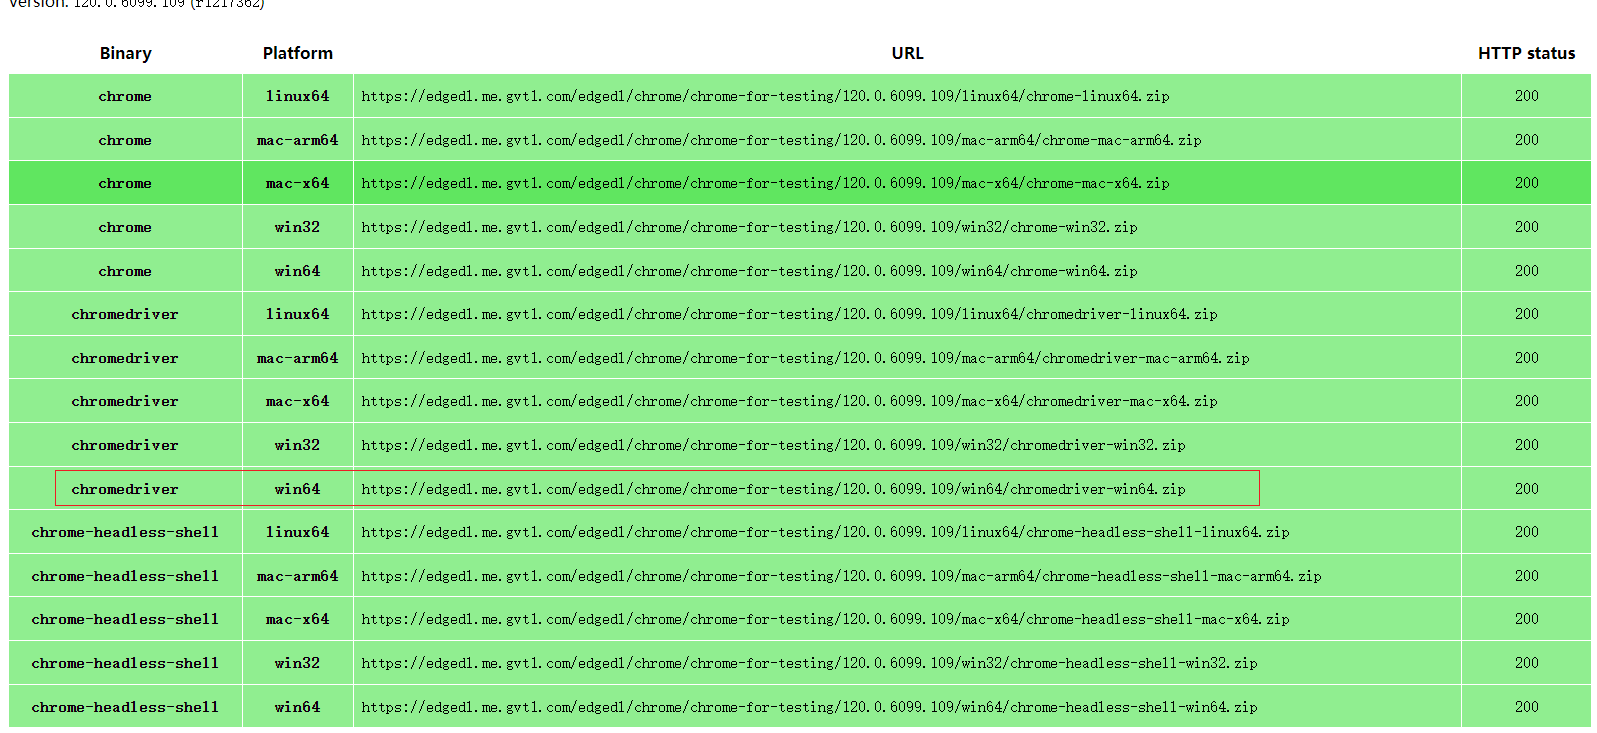 Version: 120.0.6099.109 (r1217362)
Binary Platform URL HTTP status
chrome linux64 https://edgedl.me.gvt1.com/edgedl/chrome/chrome-for-testing/120.0.6099.109/linux64/chrome-linux64.zip 200
chrome mac-arm64 https://edgedl.me.gvt1.com/edgedl/chrome/chrome-for-testing/120.0.6099.109/mac-arm64/chrome-mac-arm64.zip 200
chrome mac-x64 https://edgedl.me.gvt1.com/edgedl/chrome/chrome-for-testing/120.0.6099.109/mac-x64/chrome-mac-x64.zip 200
chrome win32 https://edgedl.me.gvt1.com/edgedl/chrome/chrome-for-testing/120.0.6099.109/win32/chrome-win32.zip 200
chrome win64 https://edgedl.me.gvt1.com/edgedl/chrome/chrome-for-testing/120.0.6099.109/win64/chrome-win64.zip 200
chromedriver linux64 https://edgedl.me.gvt1.com/edgedl/chrome/chrome-for-testing/120.0.6099.109/linux64/chromedriver-linux64.zip 200
chromedriver mac-arm64 https://edgedl.me.gvt1.com/edgedl/chrome/chrome-for-testing/120.0.6099.109/mac-arm64/chromedriver-mac-arm64.zip 200
chromedriver mac-x64 https://edgedl.me.gvt1.com/edgedl/chrome/chrome-for-testing/120.0.6099.109/mac-x64/chromedriver-mac-x64.zip 200
chromedriver win32 https://edgedl.me.gvt1.com/edgedl/chrome/chrome-for-testing/120.0.6099.109/win32/chromedriver-win32.zip 200
chromedriver win64 https://edgedl.me.gvt1.com/edgedl/chrome/chrome-for-testing/120.0.6099.109/win64/chromedriver-win64.zip 200
chrome-headless-shell linux64 https://edgedl.me.gvt1.com/edgedl/chrome/chrome-for-testing/120.0.6099.109/linux64/chrome-headless-shell-linux64.zip 200
chrome-headless-shell mac-arm64 https://edgedl.me.gvt1.com/edgedl/chrome/chrome-for-testing/120.0.6099.109/mac-arm64/chrome-headless-shell-mac-arm64.zip 200
chrome-headless-shell mac-x64 https://edgedl.me.gvt1.com/edgedl/chrome/chrome-for-testing/120.0.6099.109/mac-x64/chrome-headless-shell-mac-x64.zip 200
chrome-headless-shell win32 https://edgedl.me.gvt1.com/edgedl/chrome/chrome-for-testing/120.0.6099.109/win32/chrome-headless-shell-win32.zip 200
chrome-headless-shell win64 https://edgedl.me.gvt1.com/edgedl/chrome/chrome-for-testing/120.0.6099.109/win64/chrome-headless-shell-win64.zip 200